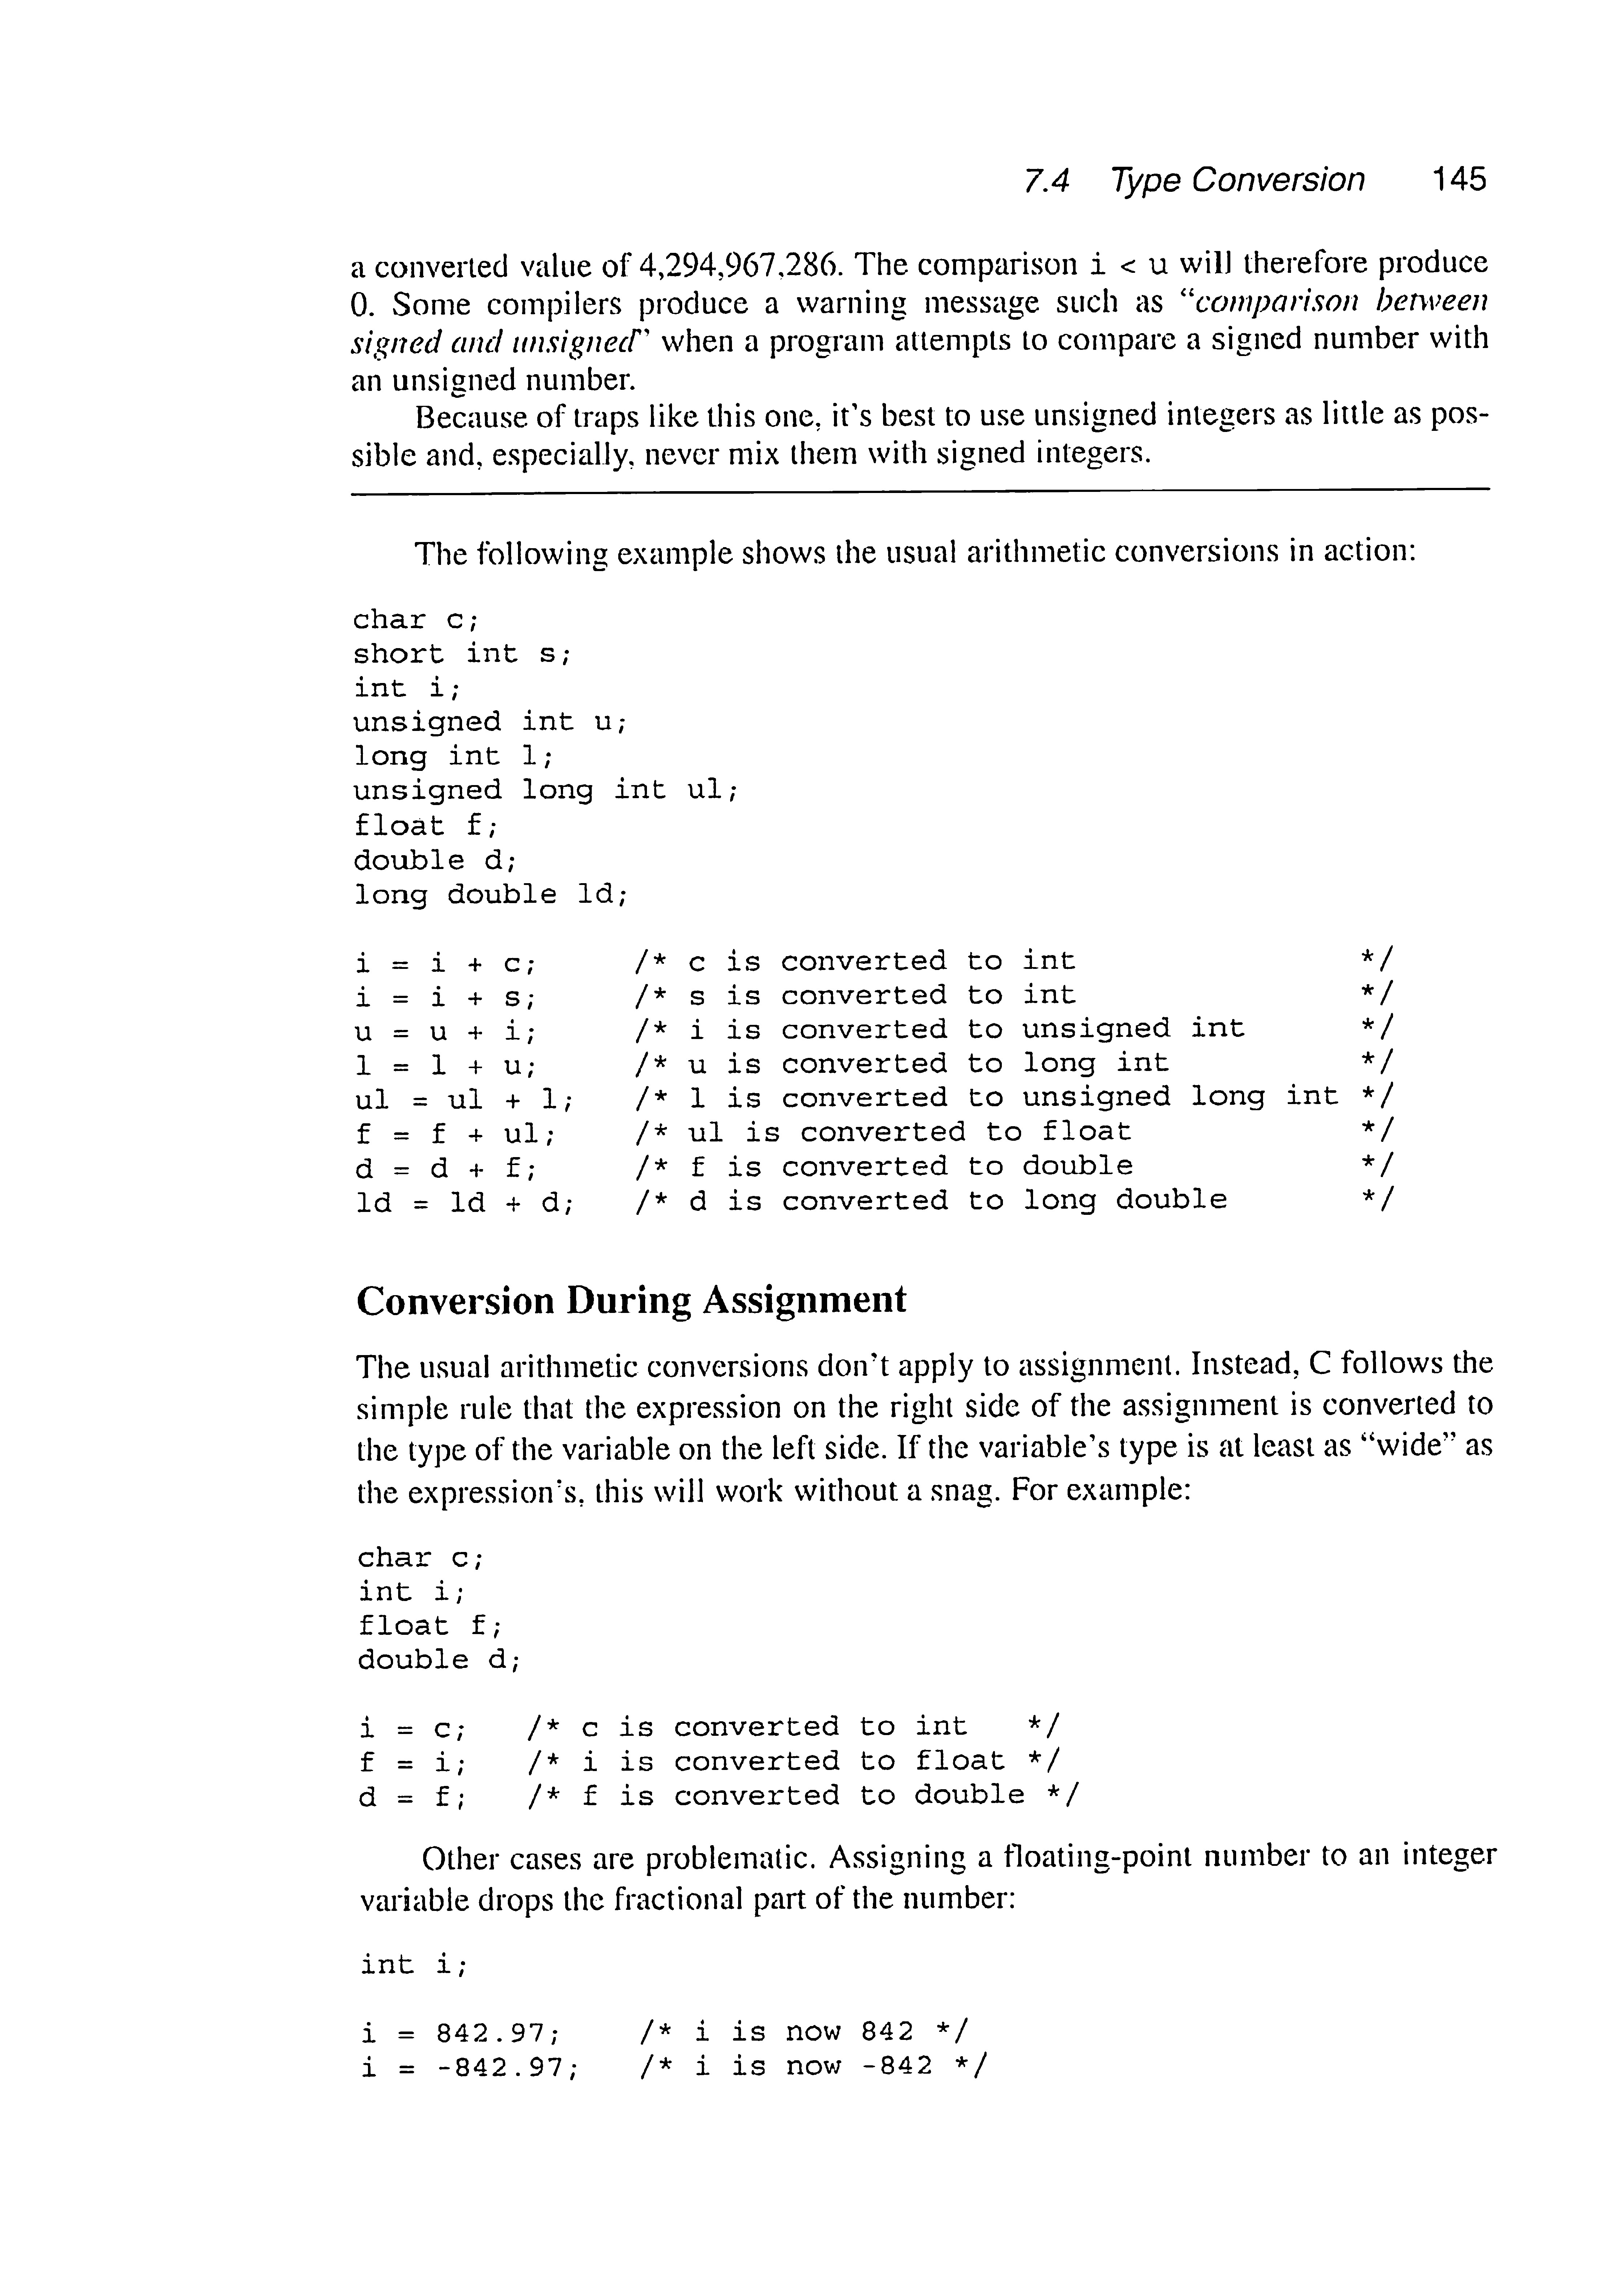 7.4 Type Conversion 145
a converted value of 4,294,967,286. The comparison i < u will therefore produce
0. Some compilers produce a warning message such as “comparison between
signed and unsigned” when a program attempts to compare a signed number with
an unsigned number.
Because of traps like this one, it's best to use unsigned integers as little as pos-
sible and, especially, never mix them with signed integers.
The following example shows the usual arithmetic conversions in action:
char c;
short int s;
int i;
unsigned int u;
long int l;
unsigned long int ul;
float f;
double d;
long double ld;
i = i + c; /* c is converted to int */
i = i + s; /* s is converted to int */
u = u + i; /* i is converted to unsigned int */
l = l + u; /* u is converted to long int */
ul = ul + l; /* l is converted to unsigned long int */
f = f + ul; /* ul is converted to float */
d = d + f; /* f is converted to double */
ld = ld + d; /* d is converted to long double */
Conversion During Assignment
The usual arithmetic conversions don't apply to assignment. Instead, C follows the
simple rule that the expression on the right side of the assignment is converted to
the type of the variable on the left side. If the variable's type is at least as “wide” as
the expression's, this will work without a snag. For example:
char c;
int i;
float f;
double d;
i = c; /* c is converted to int */
f = i; /* i is converted to float */
d = f; /* f is converted to double */
Other cases are problematic. Assigning a floating-point number to an integer
variable drops the fractional part of the number:
int i;
i = 842.97; /* i is now 842 */
i = -842.97; /* i is now -842 */